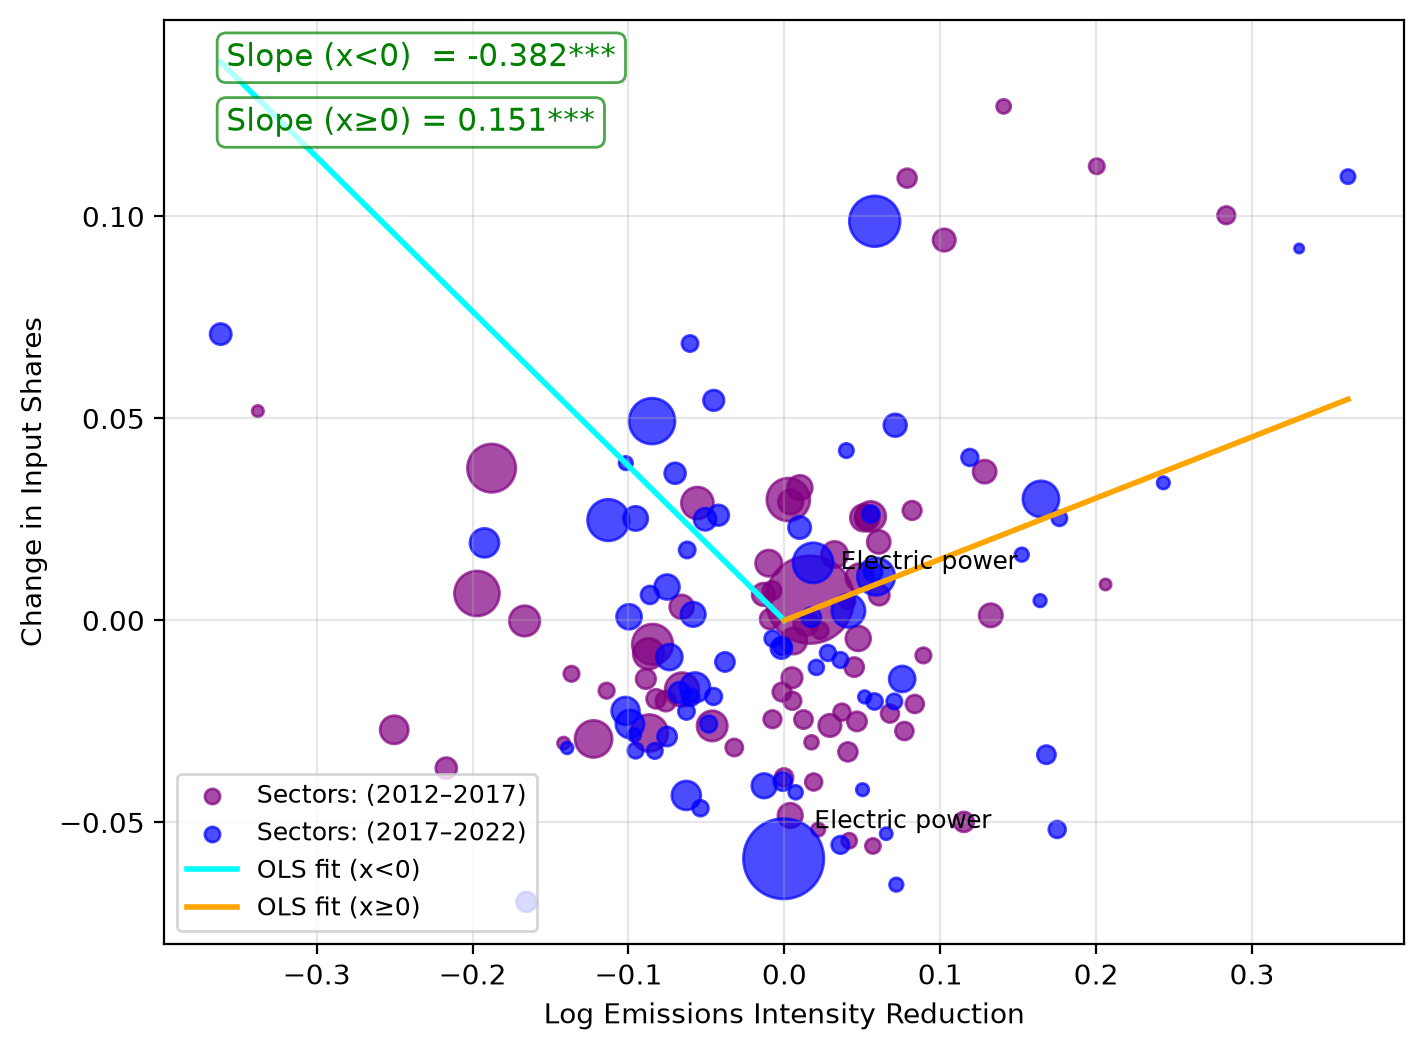 Slope (x<0)  = -0.382***
Slope (x≥0) = 0.151***
0.10
0.05
0.00
−0.05
Change in Input Shares
Electric power
Electric power
Sectors: (2012–2017)
Sectors: (2017–2022)
OLS fit (x<0)
OLS fit (x≥0)
−0.3
−0.2
−0.1
0.0
0.1
0.2
0.3
Log Emissions Intensity Reduction